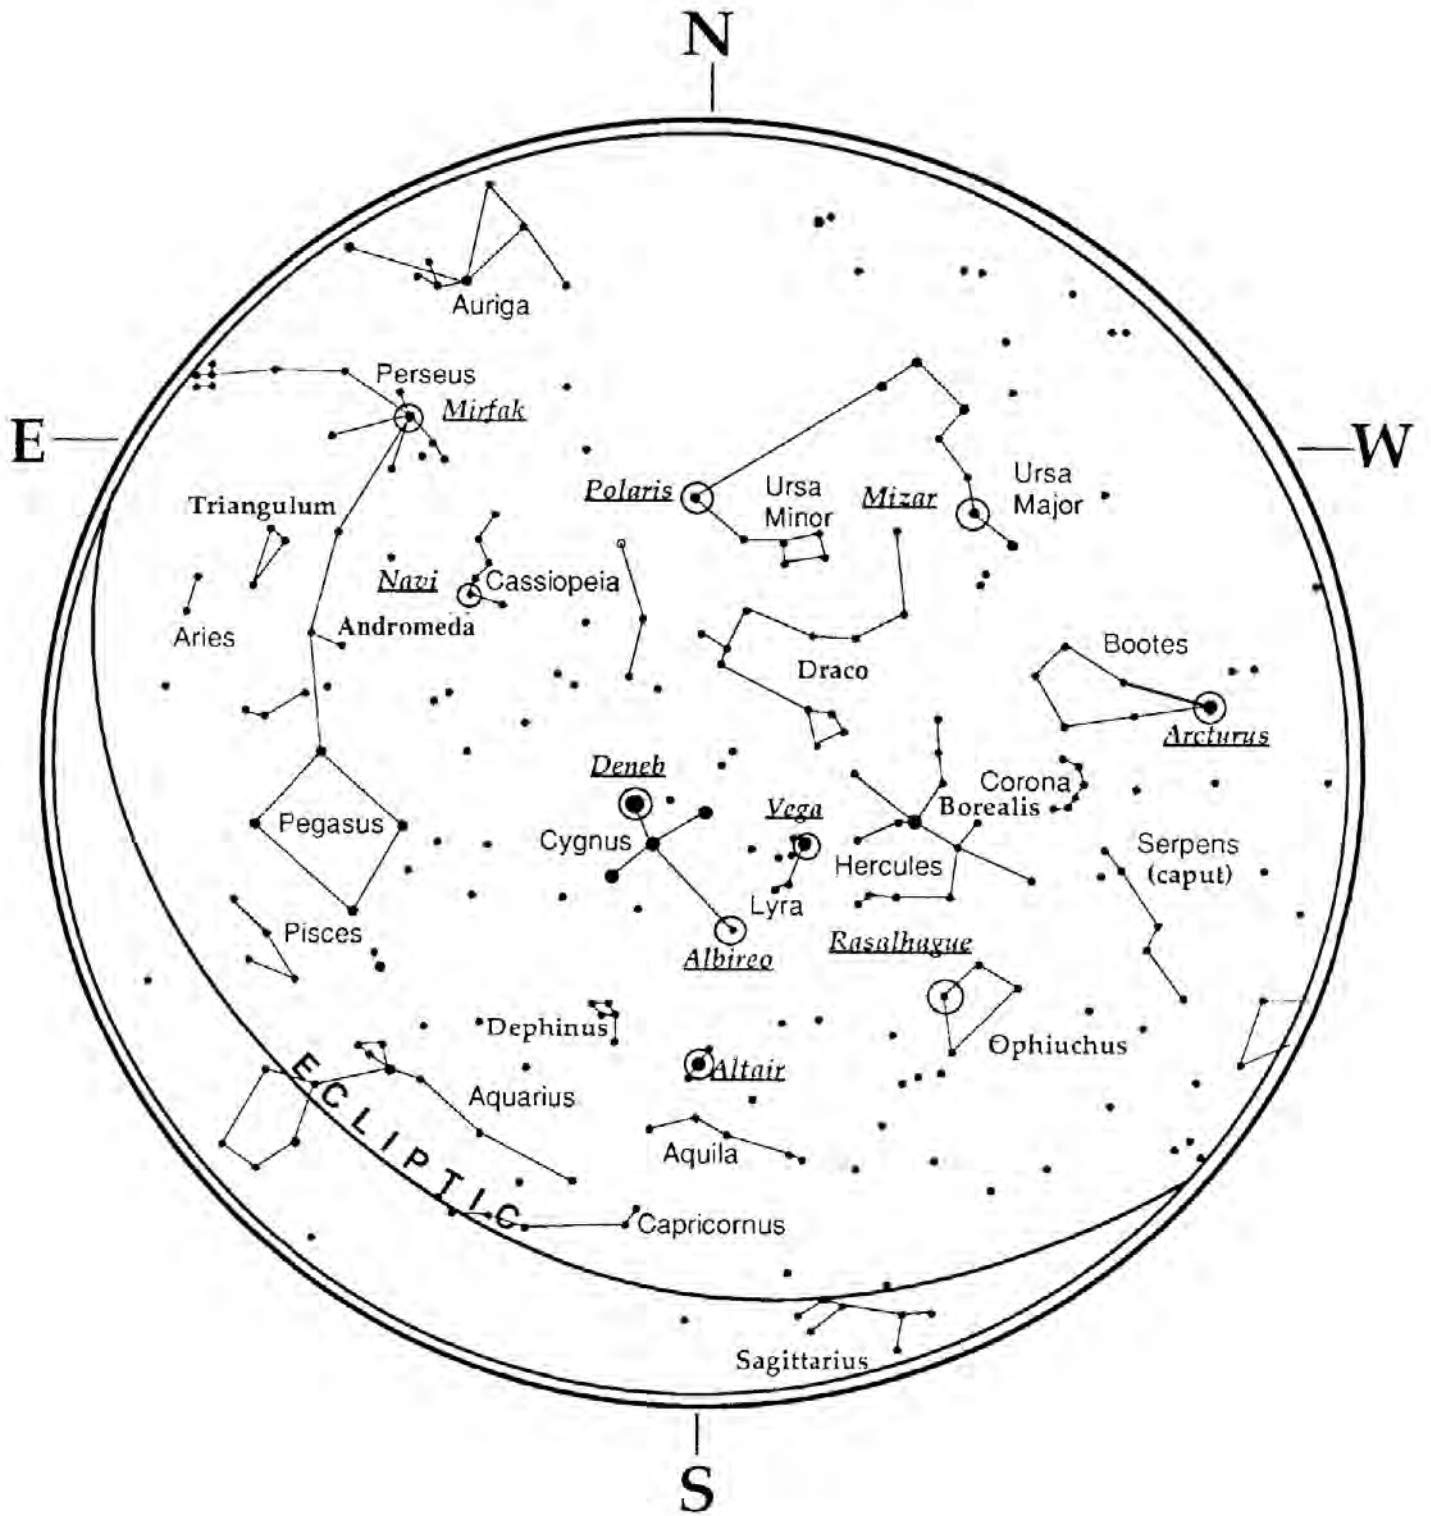 N
Auriga
Perseus
Mirfak
E
W
Polaris
Ursa
Minor
Mizar
Ursa
Major
Triangulum
Navi
Cassiopeia
Aries
Andromeda
Draco
Bootes
Arcturus
Deneb
Vega
Corona
Borealis
Pegasus
Cygnus
Hercules
Serpens
(caput)
Lyra
Pisces
Albireo
Rasalhague
Dephinus
Ophiuchus
Altair
Aquarius
ECLIPTIC
Aquila
Capricornus
Sagittarius
S